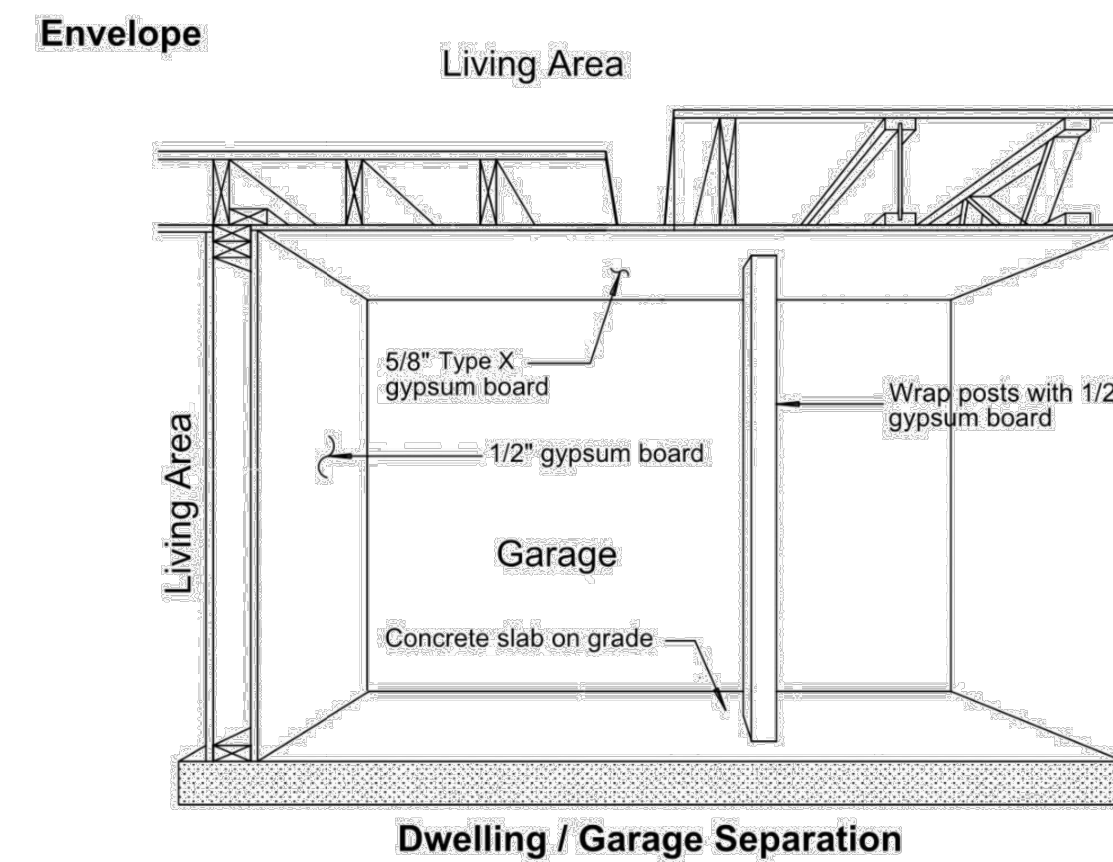 Envelope
Living Area
5/8" Type X
gypsum board
Wrap posts with 1/2
gypsum board
1/2" gypsum board
Living Area
Garage
Concrete slab on grade
Dwelling / Garage Separation